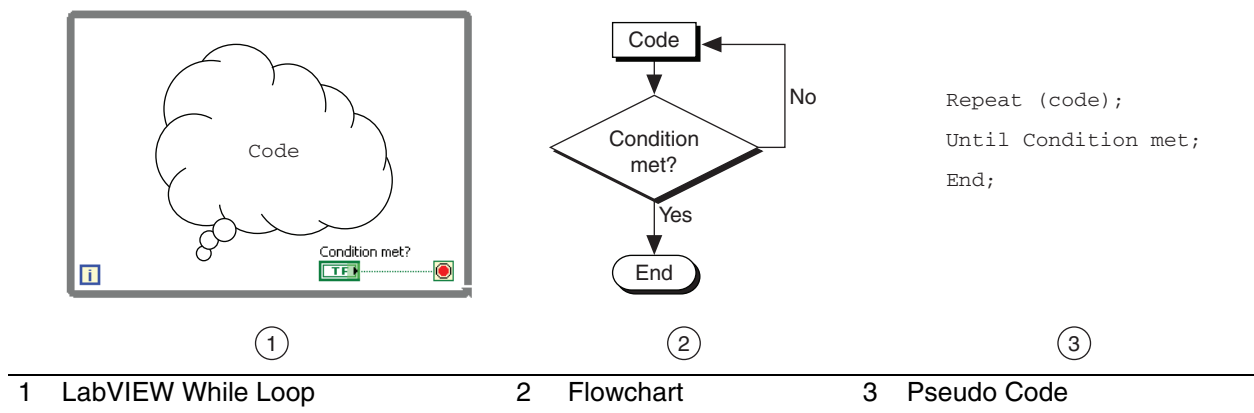 Code
Condition met?
i
TF
Code
No
Condition
met?
Yes
End
Repeat (code);
Until Condition met;
End;
1
2
3
1 LabVIEW While Loop 2 Flowchart 3 Pseudo Code